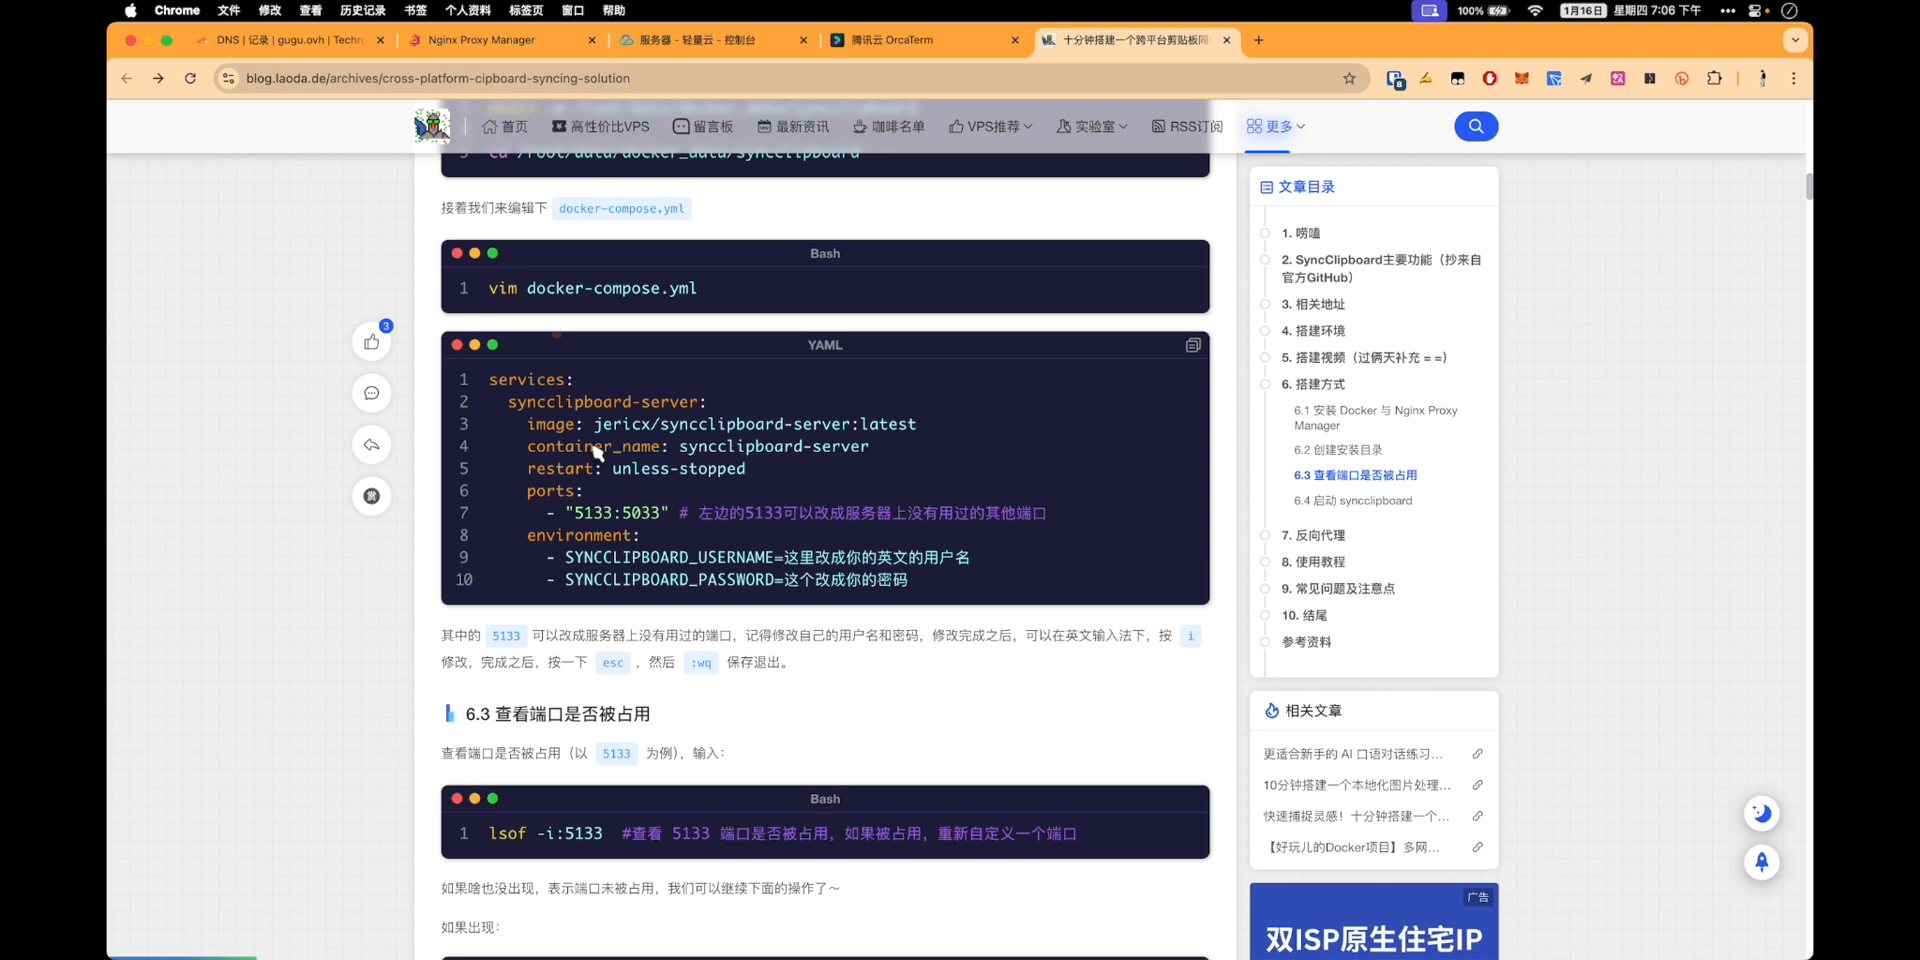 Chrome 文件 修改 查看 历史记录 书签 个人资料 标签页 窗口 帮助 100% 1月16日 星期四 7:06 下午
DNS | 记录 | gugu.ovh | Techr Nginx Proxy Manager 服务器 - 轻量云 - 控制台 腾讯云 OrcaTerm 十分钟搭建一个跨平台剪贴板同
blog.laoda.de/archives/cross-platform-cipboard-syncing-solution
首页 高性价比VPS 留言板 最新资讯 咖啡名单 VPS推荐 实验室 RSS订阅 更多
cd /root/data/docker_data/syncclipboard
接着我们来编辑下 docker-compose.yml
Bash
1 vim docker-compose.yml
3
YAML
1 services:
2 syncclipboard-server:
3 image: jericx/syncclipboard-server:latest
4 container_name: syncclipboard-server
5 restart: unless-stopped
6 ports:
7 - "5133:5033" # 左边的5133可以改成服务器上没有用过的其他端口
8 environment:
9 - SYNCCLIPBOARD_USERNAME=这里改成你的英文的用户名
10 - SYNCCLIPBOARD_PASSWORD=这个改成你的密码
赏
其中的 5133 可以改成服务器上没有用过的端口，记得修改自己的用户名和密码，修改完成之后，可以在英文输入法下，按 i
修改，完成之后，按一下 esc ，然后 :wq 保存退出。
6.3 查看端口是否被占用
查看端口是否被占用（以 5133 为例），输入：
Bash
1 lsof -i:5133 #查看 5133 端口是否被占用，如果被占用，重新自定义一个端口
如果啥也没出现，表示端口未被占用，我们可以继续下面的操作了～
如果出现：
文章目录
1. 唠嗑
2. SyncClipboard主要功能（抄来自
官方GitHub）
3. 相关地址
4. 搭建环境
5. 搭建视频（过俩天补充 = =）
6. 搭建方式
6.1 安装 Docker 与 Nginx Proxy
Manager
6.2 创建安装目录
6.3 查看端口是否被占用
6.4 启动 syncclipboard
7. 反向代理
8. 使用教程
9. 常见问题及注意点
10. 结尾
参考资料
相关文章
更适合新手的 AI 口语对话练习...
10分钟搭建一个本地化图片处理...
快速捕捉灵感！十分钟搭建一个...
【好玩儿的Docker项目】多网...
广告
双ISP原生住宅IP